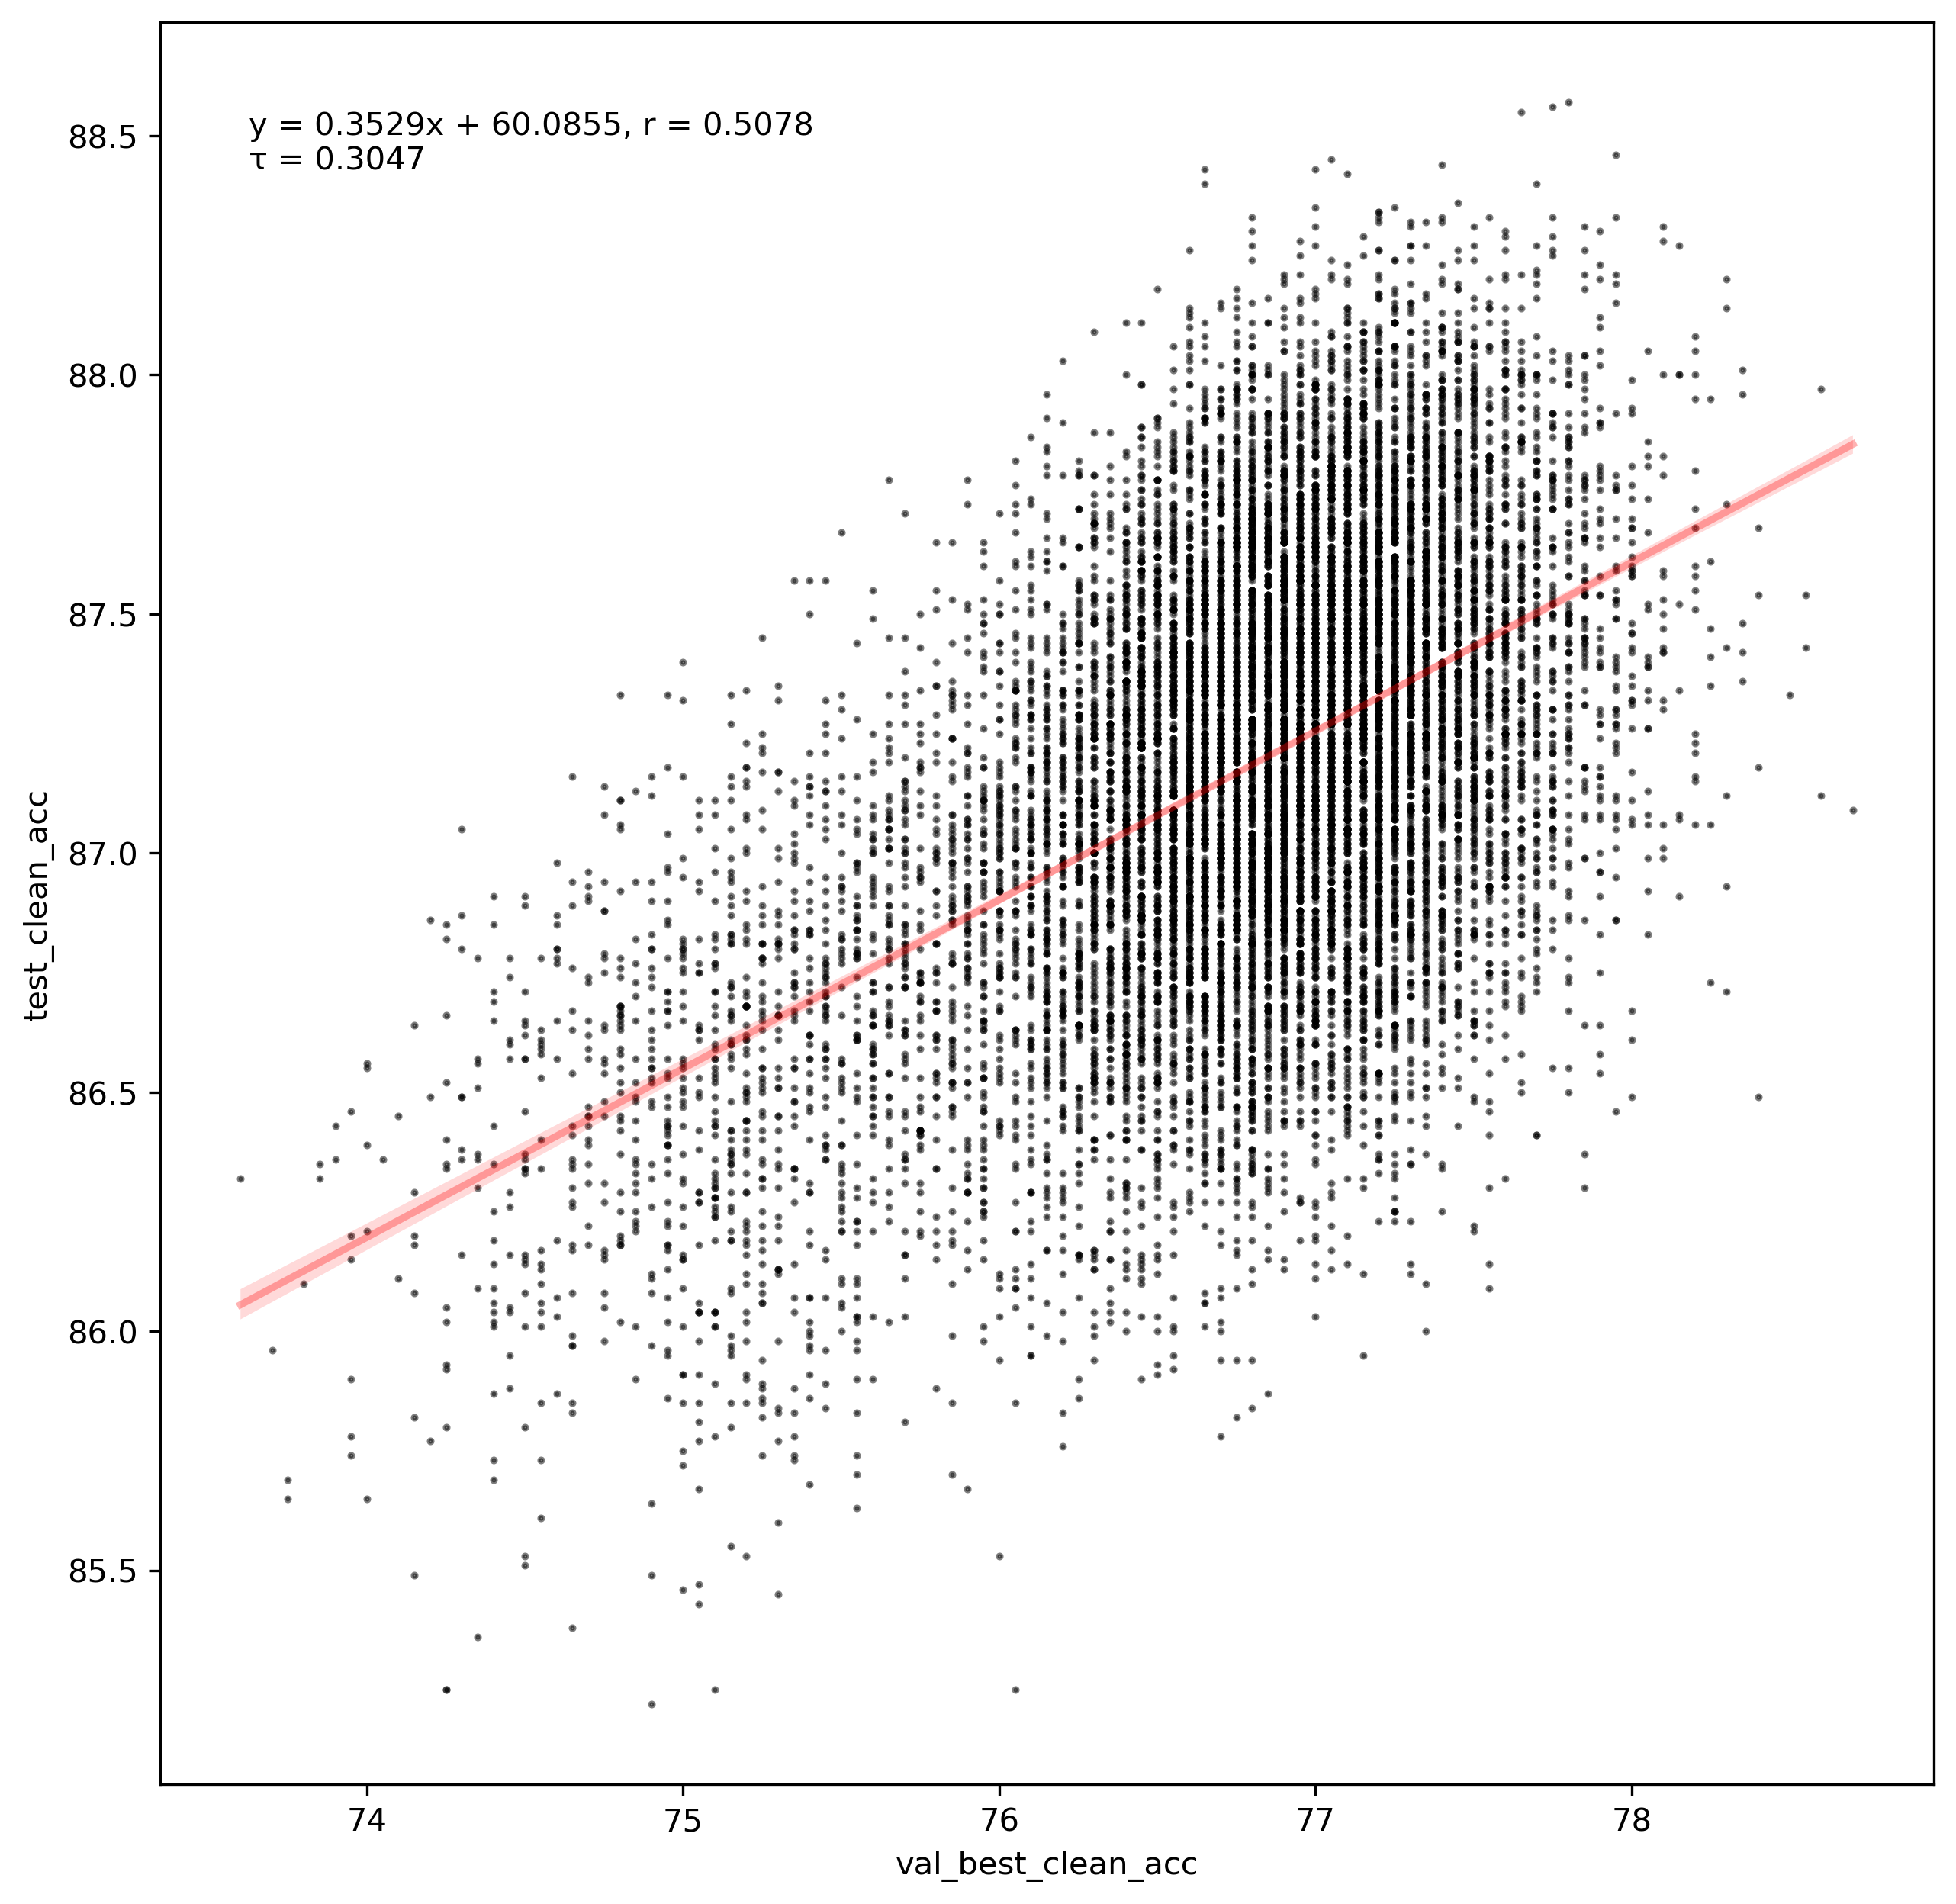 y = 0.3529x + 60.0855, r = 0.5078
τ = 0.3047
88.5
88.0
87.5
87.0
86.5
86.0
85.5
test_clean_acc
74 75 76 77 78
val_best_clean_acc